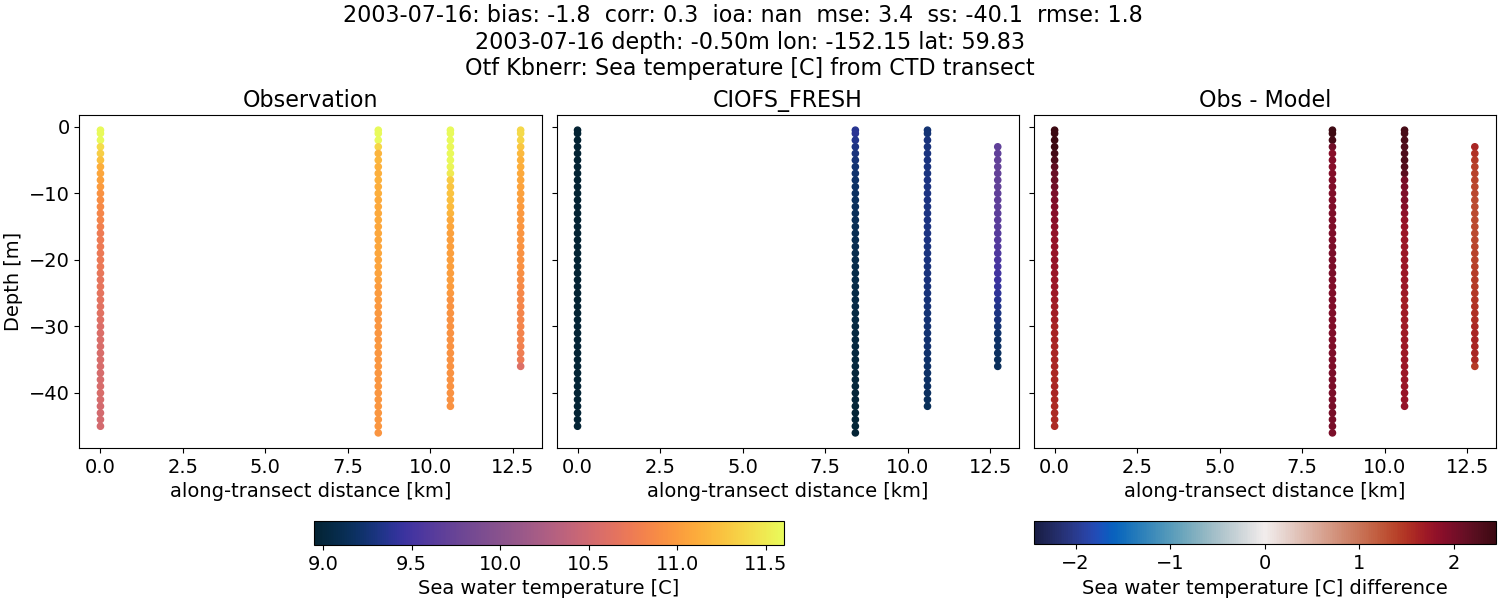 2003-07-16: bias: -1.8  corr: 0.3  ioa: nan  mse: 3.4  ss: -40.1  rmse: 1.8
2003-07-16 depth: -0.50m lon: -152.15 lat: 59.83
Otf Kbnerr: Sea temperature [C] from CTD transect
Observation
CIOFS_FRESH
Obs - Model
Depth [m]
0
−10
−20
−30
−40
0.0 2.5 5.0 7.5 10.0 12.5
0.0 2.5 5.0 7.5 10.0 12.5
0.0 2.5 5.0 7.5 10.0 12.5
along-transect distance [km]
along-transect distance [km]
along-transect distance [km]
9.0 9.5 10.0 10.5 11.0 11.5
Sea water temperature [C]
−2 −1 0 1 2
Sea water temperature [C] difference